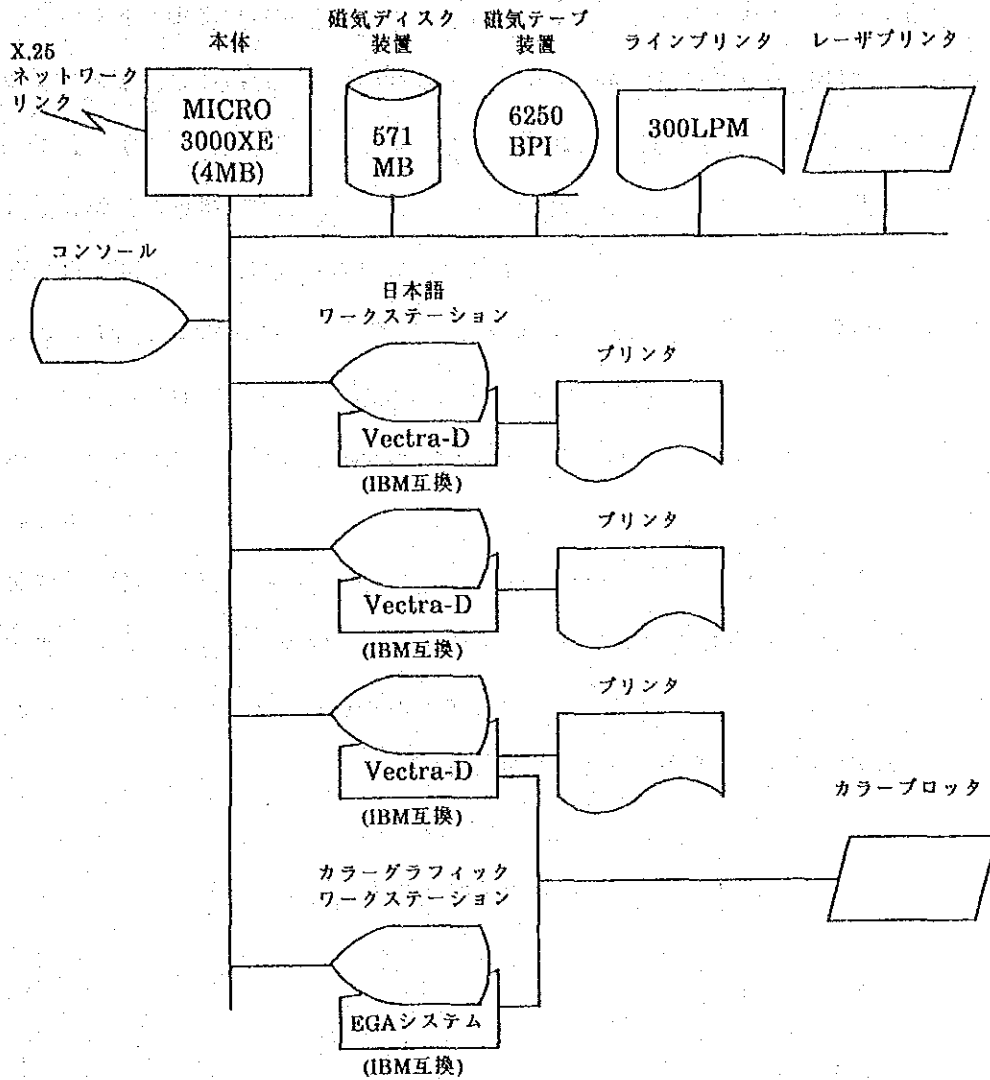 X.25
ネットワーク
リンク
本体
MICRO
3000XE
(4MB)
磁気ディスク
装置
571
MB
磁気テープ
装置
6250
BPI
ラインプリンタ
300LPM
レーザプリンタ
コンソール
日本語
ワークステーション
Vectra-D
(IBM互換)
プリンタ
Vectra-D
(IBM互換)
プリンタ
Vectra-D
(IBM互換)
プリンタ
カラープロッタ
カラーグラフィック
ワークステーション
EGAシステム
(IBM互換)